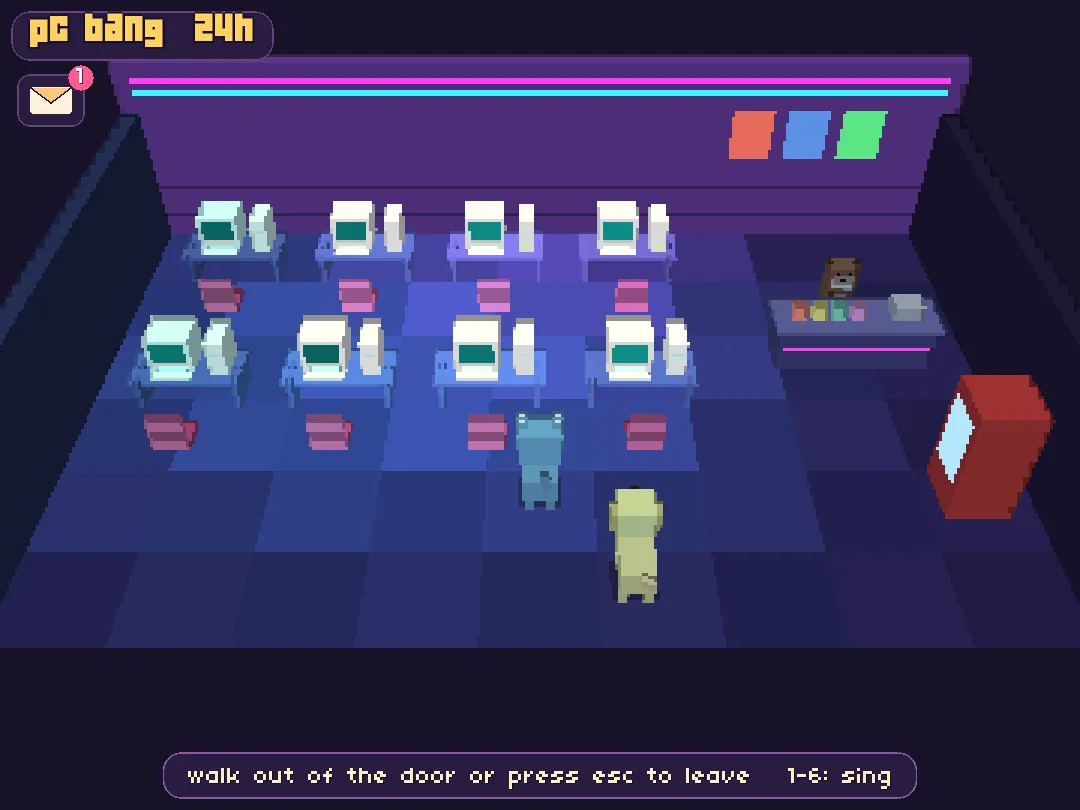 pc bang 24h
1
walk out of the door or press esc to leave 1-6: sing